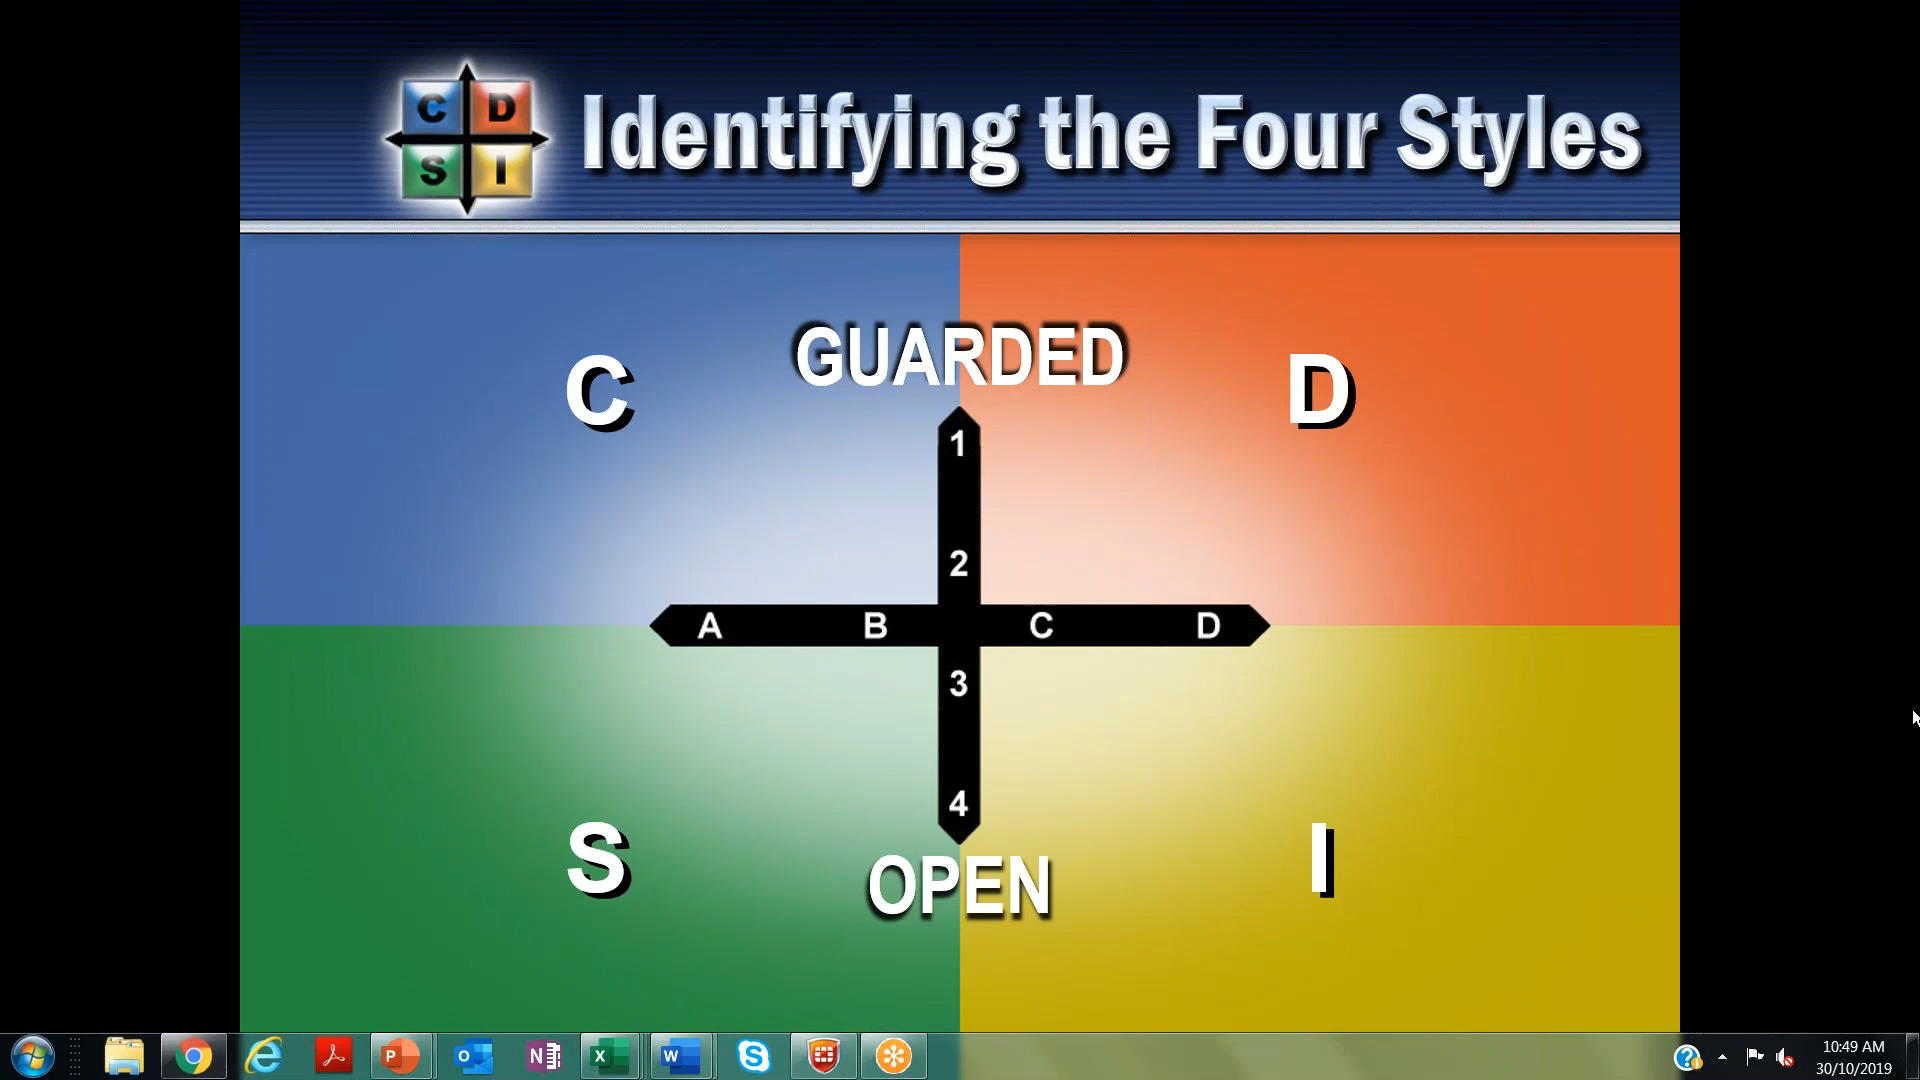 C D
S I
Identifying the Four Styles
GUARDED
C
D
1
2
A B C D
3
4
S
I
OPEN
10:49 AM
30/10/2019